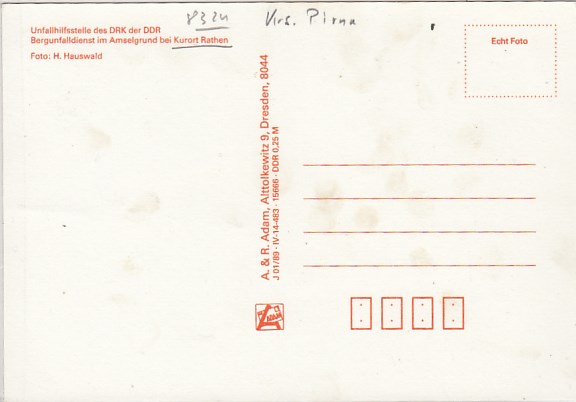 8324 Krs. Pirna
Unfallhilfsstelle des DRK der DDR
Bergunfalldienst im Amselgrund bei Kurort Rathen
Foto: H. Hauswald
Echt Foto
A. & R. Adam, Alttolkewitz 9, Dresden, 8044
J 01/89 · IV-14-483 · 15666 · DDR 0,25 M
ADAM